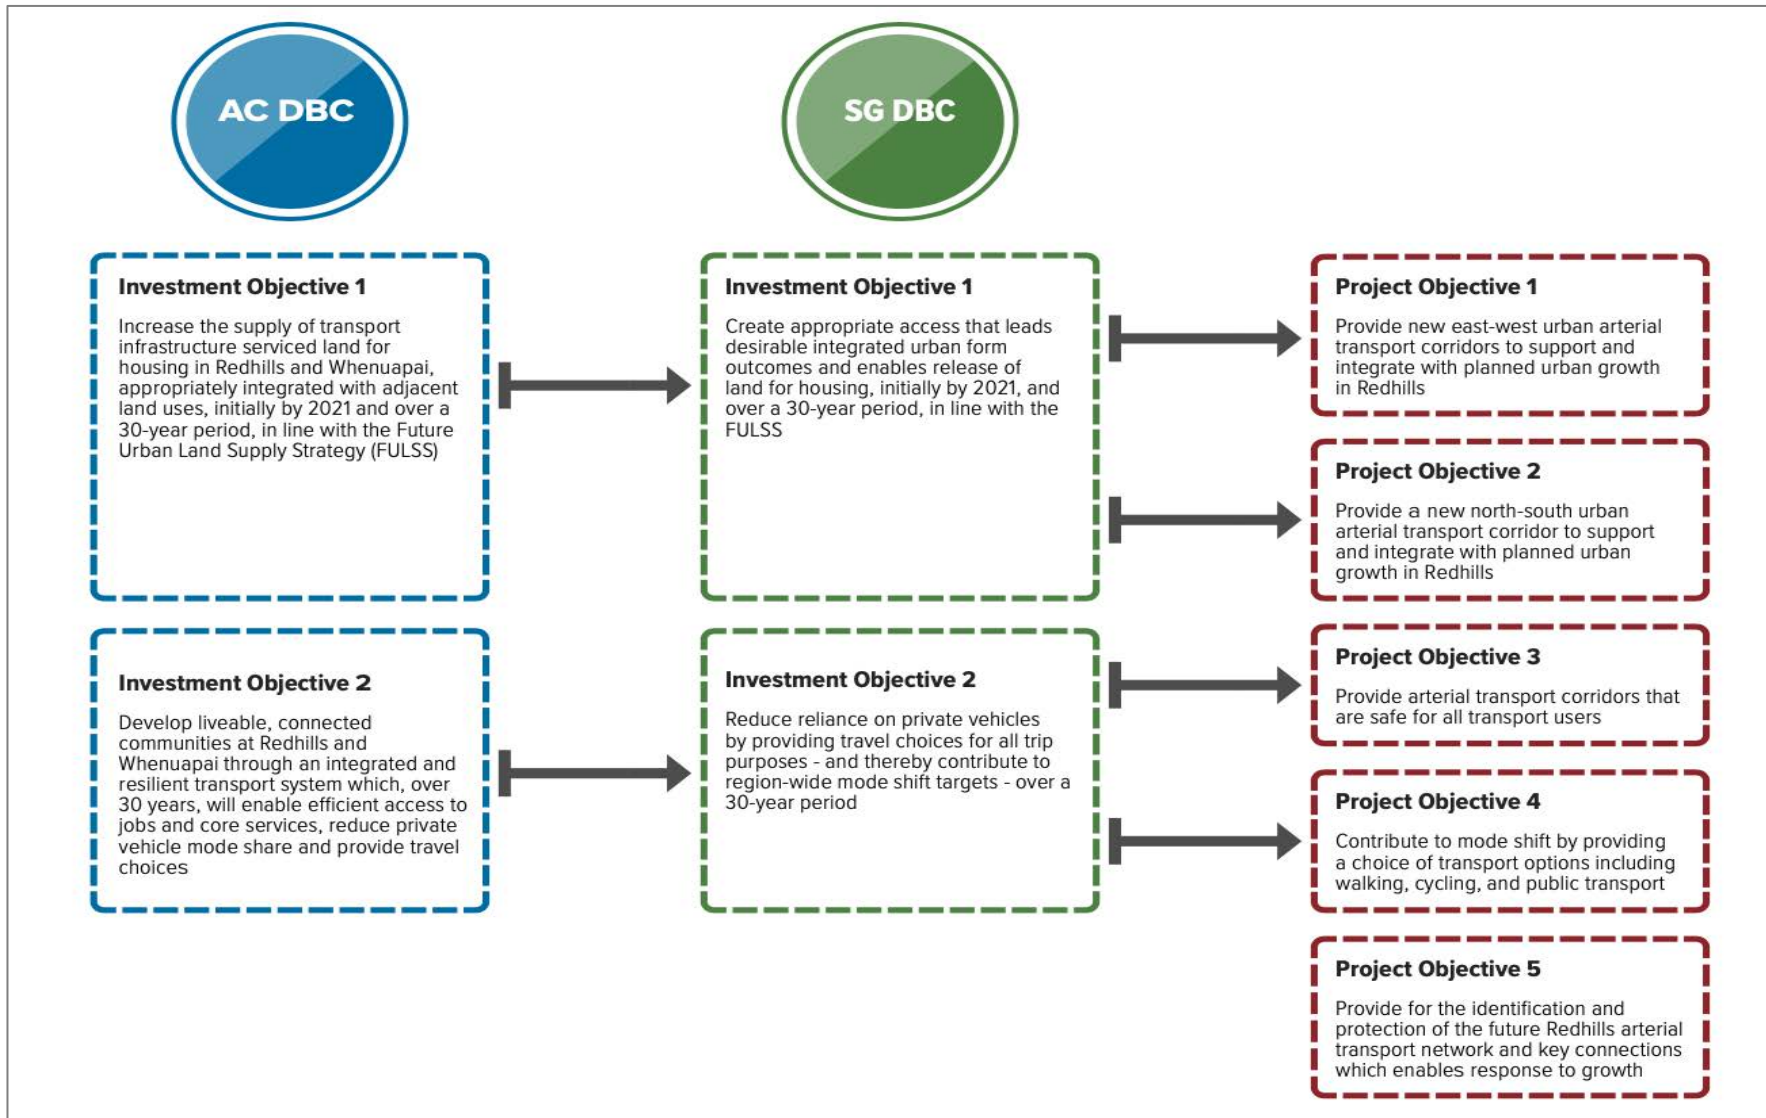 AC DBC
SG DBC
Investment Objective 1
Increase the supply of transport
infrastructure serviced land for
housing in Redhills and Whenuapai,
appropriately integrated with adjacent
land uses, initially by 2021 and over a
30-year period, in line with the Future
Urban Land Supply Strategy (FULSS)
Investment Objective 1
Create appropriate access that leads
desirable integrated urban form
outcomes and enables release of
land for housing, initially by 2021, and
over a 30-year period, in line with the
FULSS
Project Objective 1
Provide new east-west urban arterial
transport corridors to support and
integrate with planned urban growth
in Redhills
Project Objective 2
Provide a new north-south urban
arterial transport corridor to support
and integrate with planned urban
growth in Redhills
Investment Objective 2
Develop liveable, connected
communities at Redhills and
Whenuapai through an integrated and
resilient transport system which, over
30 years, will enable efficient access to
jobs and core services, reduce private
vehicle mode share and provide travel
choices
Investment Objective 2
Reduce reliance on private vehicles
by providing travel choices for all trip
purposes - and thereby contribute to
region-wide mode shift targets - over a
30-year period
Project Objective 3
Provide arterial transport corridors that
are safe for all transport users
Project Objective 4
Contribute to mode shift by providing
a choice of transport options including
walking, cycling, and public transport
Project Objective 5
Provide for the identification and
protection of the future Redhills arterial
transport network and key connections
which enables response to growth